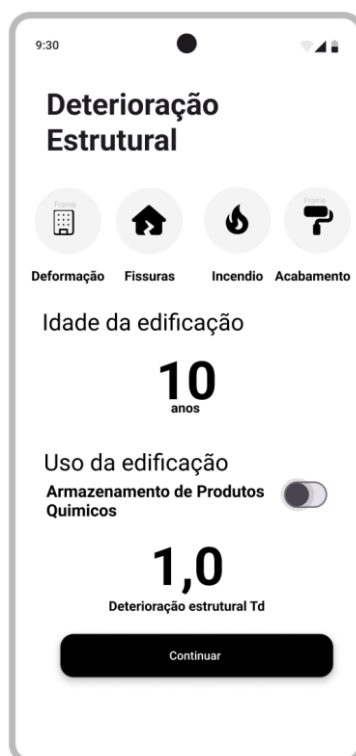 9:30
Deterioração
Estrutural
Frame
Frame
Deformação Fissuras Incendio Acabamento
Idade da edificação
10
anos
Uso da edificação
Armazenamento de Produtos
Quimicos
1,0
Deterioração estrutural Td
Continuar